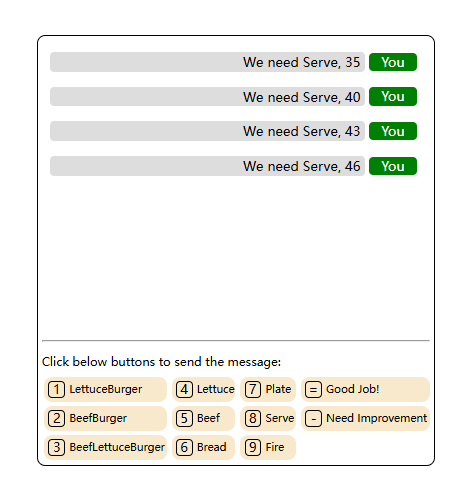 We need Serve, 35 You
We need Serve, 40 You
We need Serve, 43 You
We need Serve, 46 You
Click below buttons to send the message:
1 LettuceBurger 4 Lettuce 7 Plate = Good Job!
2 BeefBurger 5 Beef 8 Serve - Need Improvement
3 BeefLettuceBurger 6 Bread 9 Fire